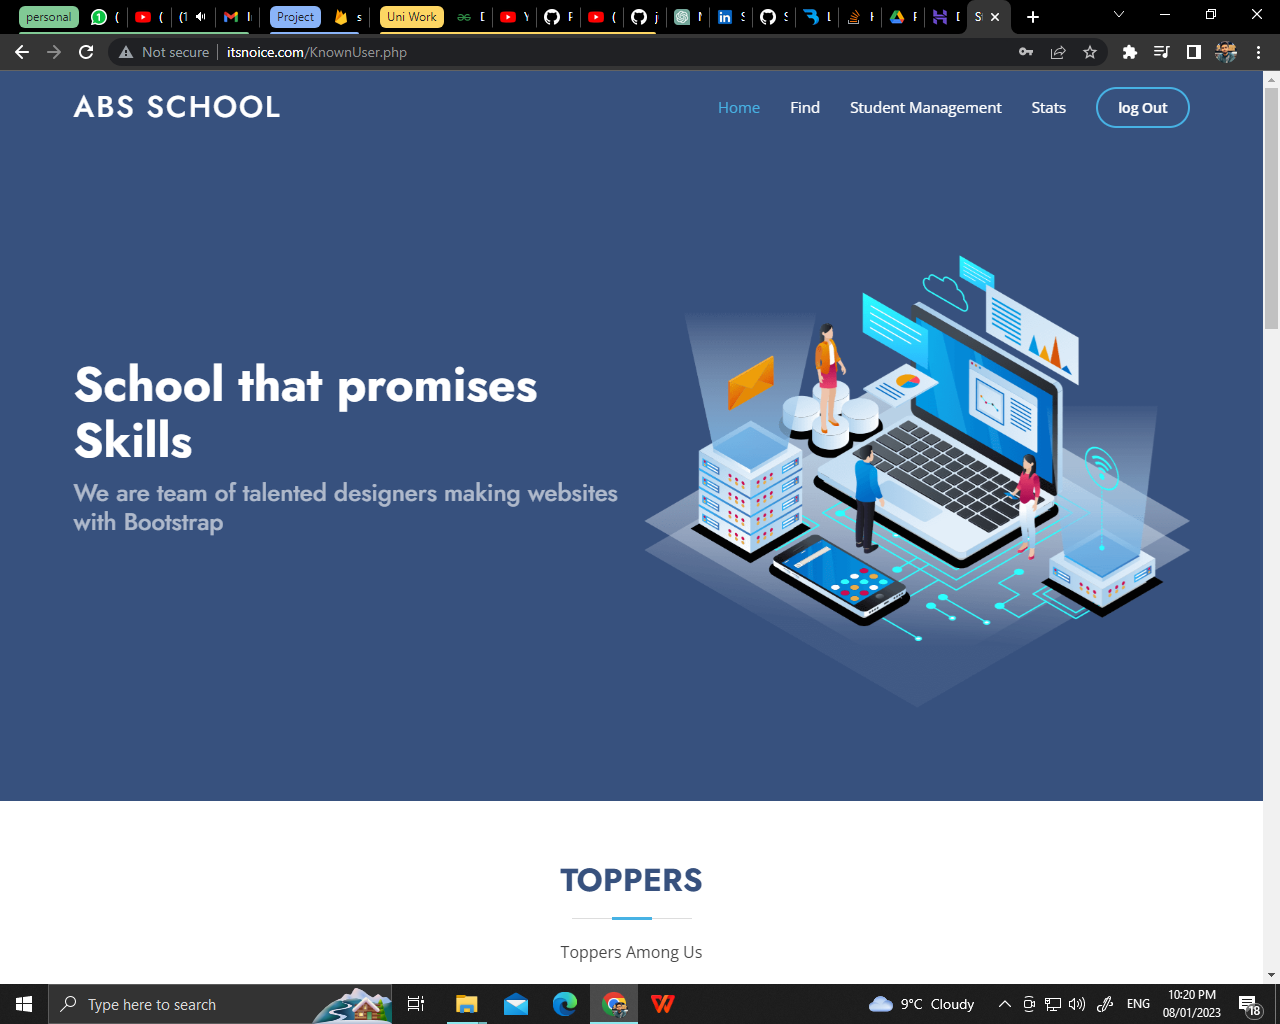 personal
Project
Uni Work
Not secure
itsnoice.com/KnownUser.php
ABS SCHOOL
Home
Find
Student Management
Stats
log Out
School that promises
Skills
We are team of talented designers making websites
with Bootstrap
TOPPERS
Toppers Among Us
Type here to search
9°C Cloudy
ENG
10:20 PM
08/01/2023
18